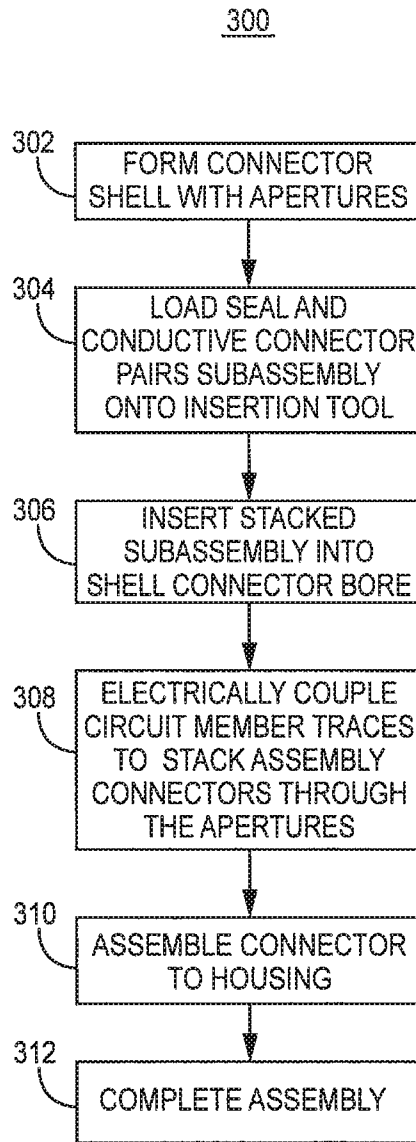 300
302
FORM CONNECTOR
SHELL WITH APERTURES
304
LOAD SEAL AND
CONDUCTIVE CONNECTOR
PAIRS SUBASSEMBLY
ONTO INSERTION TOOL
306
INSERT STACKED
SUBASSEMBLY INTO
SHELL CONNECTOR BORE
308
ELECTRICALLY COUPLE
CIRCUIT MEMBER TRACES
TO STACK ASSEMBLY
CONNECTORS THROUGH
THE APERTURES
310
ASSEMBLE CONNECTOR
TO HOUSING
312
COMPLETE ASSEMBLY